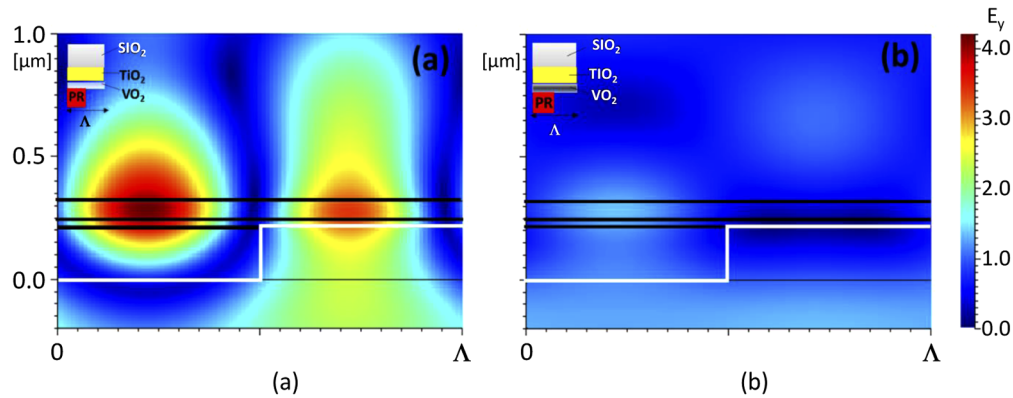 1.0
[μm]
0.5
0.0
0
Λ
SIO₂
TiO₂
VO₂
PR
Λ
(a)
(a)
[μm]
0
Λ
SIO₂
TIO₂
VO₂
PR
Λ
(b)
(b)
Eᵧ
4.0
3.0
2.0
1.0
0.0